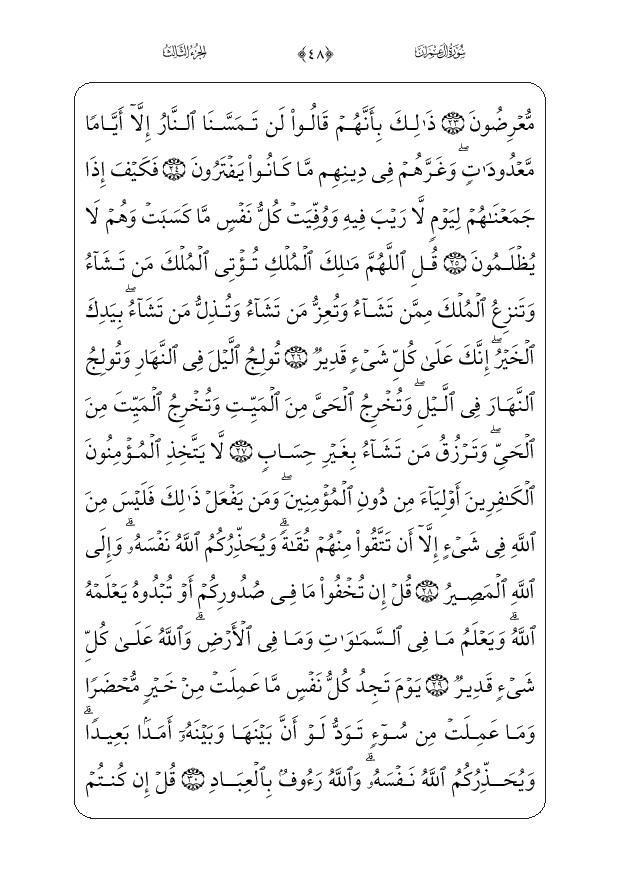 سُورَةُ آلِ عِمۡرَانَ ﴿٤٨﴾ الجُزءُ الثَّالِثُ
مُّعۡرِضُونَ ٢٣ ذَٰلِكَ بِأَنَّهُمۡ قَالُواْ لَن تَمَسَّنَا ٱلنَّارُ إِلَّآ أَيَّامٗا
مَّعۡدُودَٰتٖۖ وَغَرَّهُمۡ فِي دِينِهِم مَّا كَانُواْ يَفۡتَرُونَ ٢٤ فَكَيۡفَ إِذَا
جَمَعۡنَٰهُمۡ لِيَوۡمٖ لَّا رَيۡبَ فِيهِ وَوُفِّيَتۡ كُلُّ نَفۡسٖ مَّا كَسَبَتۡ وَهُمۡ لَا
يُظۡلَمُونَ ٢٥ قُلِ ٱللَّهُمَّ مَٰلِكَ ٱلۡمُلۡكِ تُؤۡتِي ٱلۡمُلۡكَ مَن تَشَآءُ
وَتَنزِعُ ٱلۡمُلۡكَ مِمَّن تَشَآءُ وَتُعِزُّ مَن تَشَآءُ وَتُذِلُّ مَن تَشَآءُۖ بِيَدِكَ
ٱلۡخَيۡرُۖ إِنَّكَ عَلَىٰ كُلِّ شَيۡءٖ قَدِيرٞ ٢٦ تُولِجُ ٱلَّيۡلَ فِي ٱلنَّهَارِ وَتُولِجُ
ٱلنَّهَارَ فِي ٱلَّيۡلِۖ وَتُخۡرِجُ ٱلۡحَيَّ مِنَ ٱلۡمَيِّتِ وَتُخۡرِجُ ٱلۡمَيِّتَ مِنَ
ٱلۡحَيِّۖ وَتَرۡزُقُ مَن تَشَآءُ بِغَيۡرِ حِسَابٖ ٢٧ لَّا يَتَّخِذِ ٱلۡمُؤۡمِنُونَ
ٱلۡكَٰفِرِينَ أَوۡلِيَآءَ مِن دُونِ ٱلۡمُؤۡمِنِينَۖ وَمَن يَفۡعَلۡ ذَٰلِكَ فَلَيۡسَ مِنَ
ٱللَّهِ فِي شَيۡءٍ إِلَّآ أَن تَتَّقُواْ مِنۡهُمۡ تُقَىٰةٗۗ وَيُحَذِّرُكُمُ ٱللَّهُ نَفۡسَهُۥۗ وَإِلَى
ٱللَّهِ ٱلۡمَصِيرُ ٢٨ قُلۡ إِن تُخۡفُواْ مَا فِي صُدُورِكُمۡ أَوۡ تُبۡدُوهُ يَعۡلَمۡهُ
ٱللَّهُۗ وَيَعۡلَمُ مَا فِي ٱلسَّمَٰوَٰتِ وَمَا فِي ٱلۡأَرۡضِۗ وَٱللَّهُ عَلَىٰ كُلِّ
شَيۡءٖ قَدِيرٞ ٢٩ يَوۡمَ تَجِدُ كُلُّ نَفۡسٖ مَّا عَمِلَتۡ مِنۡ خَيۡرٖ مُّحۡضَرٗا
وَمَا عَمِلَتۡ مِن سُوٓءٖ تَوَدُّ لَوۡ أَنَّ بَيۡنَهَا وَبَيۡنَهُۥٓ أَمَدَۢا بَعِيدٗاۗ
وَيُحَذِّرُكُمُ ٱللَّهُ نَفۡسَهُۥۗ وَٱللَّهُ رَءُوفُۢ بِٱلۡعِبَادِ ٣٠ قُلۡ إِن كُنتُمۡ